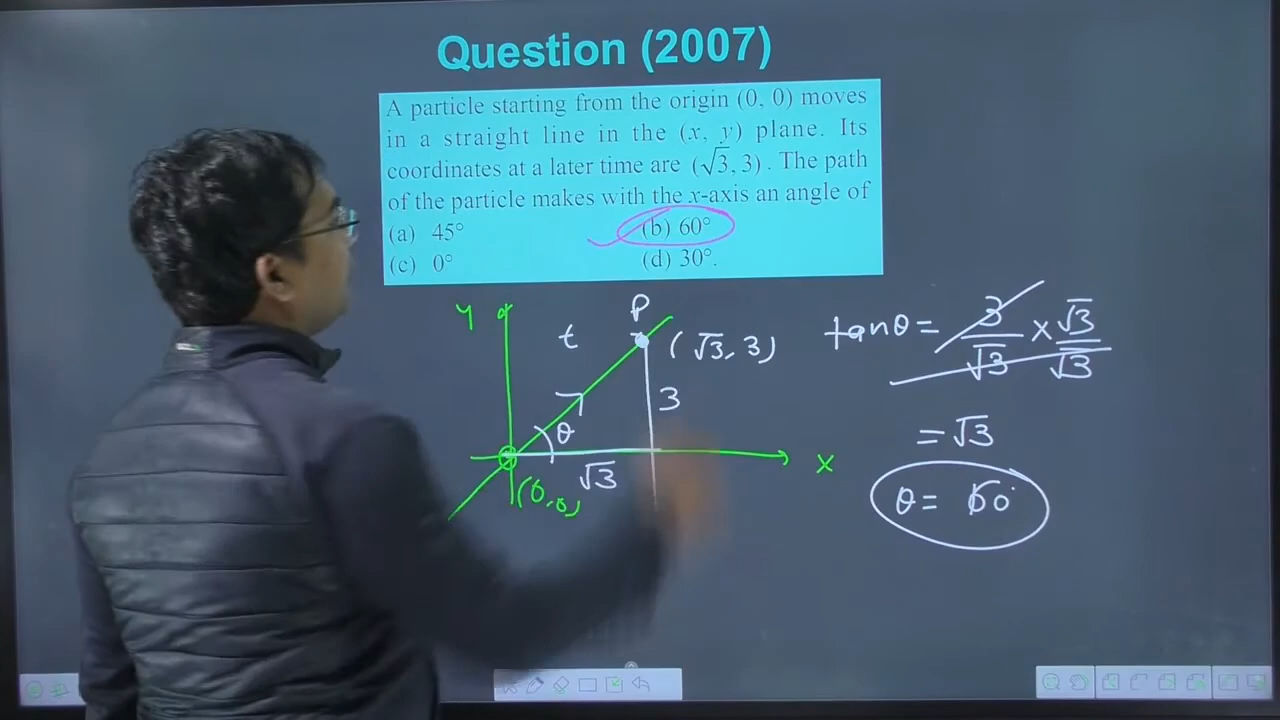 Question (2007)
A particle starting from the origin (0, 0) moves
in a straight line in the (x, y) plane. Its
coordinates at a later time are (√3, 3). The path
of the particle makes with the x-axis an angle of
(a) 45° (b) 60°
(c) 0° (d) 30°.
Y
P
t
(√3, 3)
3
θ
√3
X
(0,0)
tanθ = 3/√3 × √3/√3
= √3
θ = 60°